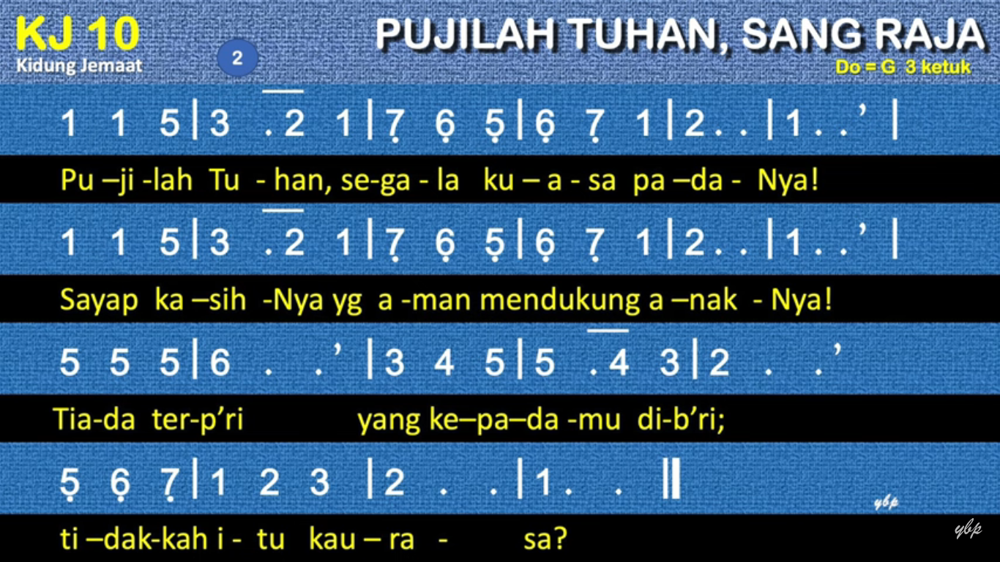 KJ 10
Kidung Jemaat
2
PUJILAH TUHAN, SANG RAJA
Do = G 3 ketuk
1 1 5 | 3 . 2 1 | 7̣ 6̣ 5̣ | 6̣ 7̣ 1 | 2 . . | 1 . . ’ |
Pu –ji -lah Tu - han, se-ga - la ku – a - sa pa –da - Nya!
1 1 5 | 3 . 2 1 | 7̣ 6̣ 5̣ | 6̣ 7̣ 1 | 2 . . | 1 . . ’ |
Sayap ka –sih -Nya yg a -man mendukung a –nak - Nya!
5 5 5 | 6 . . ’ | 3 4 5 | 5 . 4 3 | 2 . . ’
Tia-da ter-p’ri yang ke–pa–da -mu di-b’ri;
5̣ 6̣ 7̣ | 1 2 3 | 2 . . | 1 . . ||
ti –dak-kah i - tu kau – ra - sa?
ybp
ybp